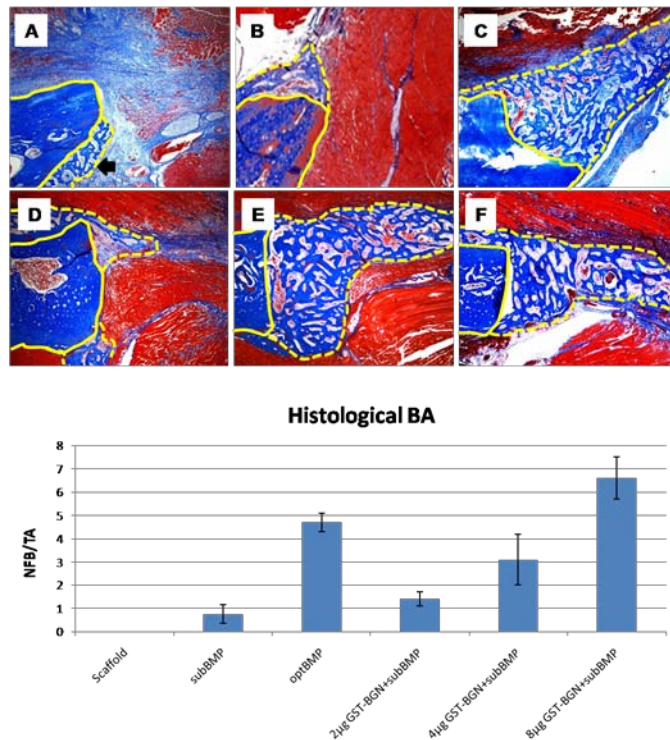 A
B
C
D
E
F
Histological BA
NFB/TA
8
7
6
5
4
3
2
1
0
Scaffold
subBMP
optBMP
2µg GST-BGN+subBMP
4µg GST-BGN+subBMP
8µg GST-BGN+subBMP